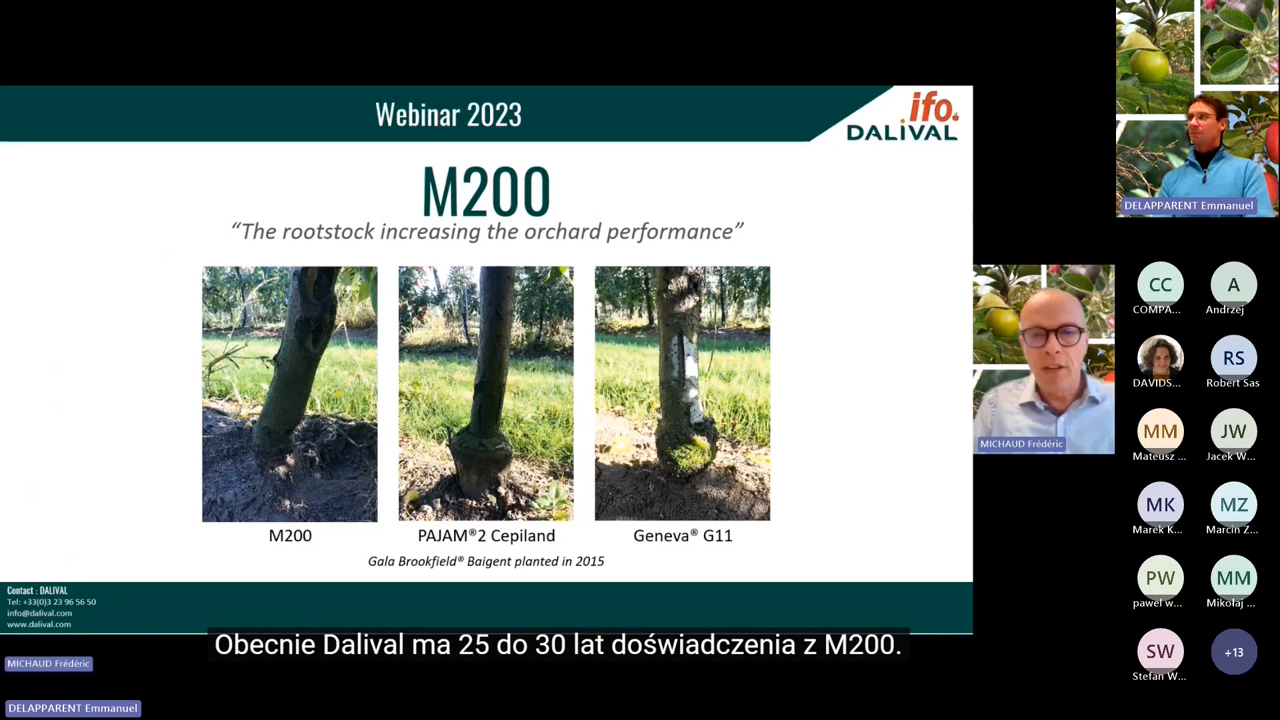 Webinar 2023
ifo.
DALIVAL
M200
“The rootstock increasing the orchard performance”
M200
PAJAM®2 Cepiland
Geneva® G11
Gala Brookfield® Baigent planted in 2015
Contact : DALIVAL
Tel: +33(0)3 23 96 56 50
info@dalival.com
www.dalival.com
Obecnie Dalival ma 25 do 30 lat doświadczenia z M200.
MICHAUD Frédéric
DELAPPARENT Emmanuel
DELAPPARENT Emmanuel
MICHAUD Frédéric
CC
COMPA...
A
Andrzej
DAVIDS...
RS
Robert Sas
MM
Mateusz ...
JW
Jacek W...
MK
Marek K...
MZ
Marcin Z...
PW
pawel w...
MM
Mikołaj ...
SW
Stefan W...
+13